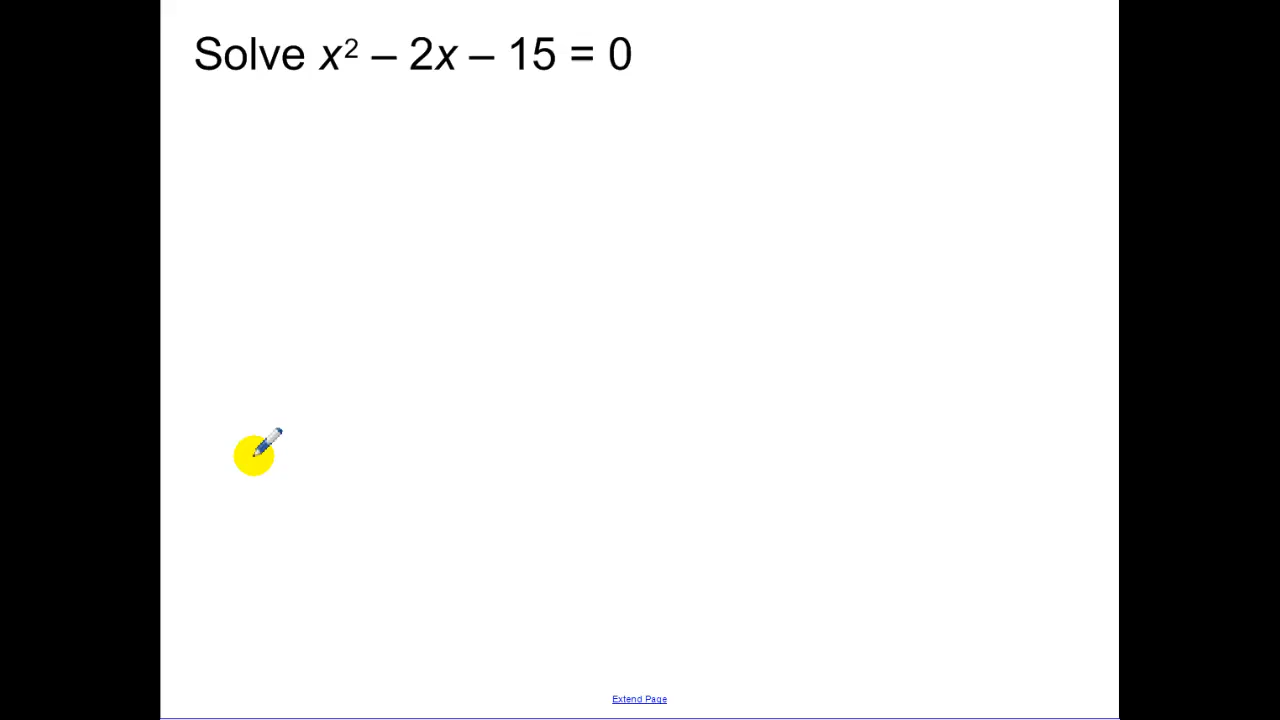 Solve x² – 2x – 15 = 0
Extend Page